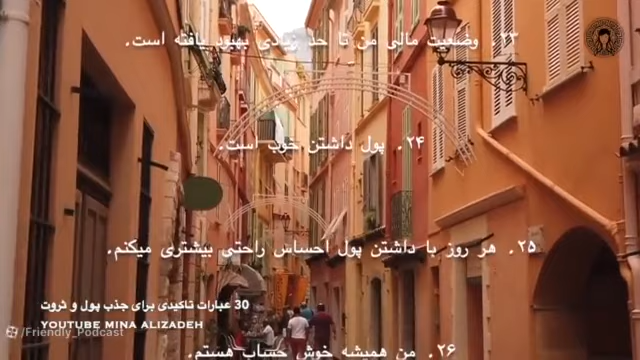 ۲۳. وضعیت مالی من تا حد زیادی بهبود یافته است.
۲۴. پول داشتن خوب است.
۲۵. هر روز با داشتن پول احساس راحتی بیشتری میکنم.
30 عبارات تاکیدی برای جذب پول و ثروت
YOUTUBE MINA ALIZADEH
/Friendly_Podcast
۲۶. من همیشه خوش حساب هستم.